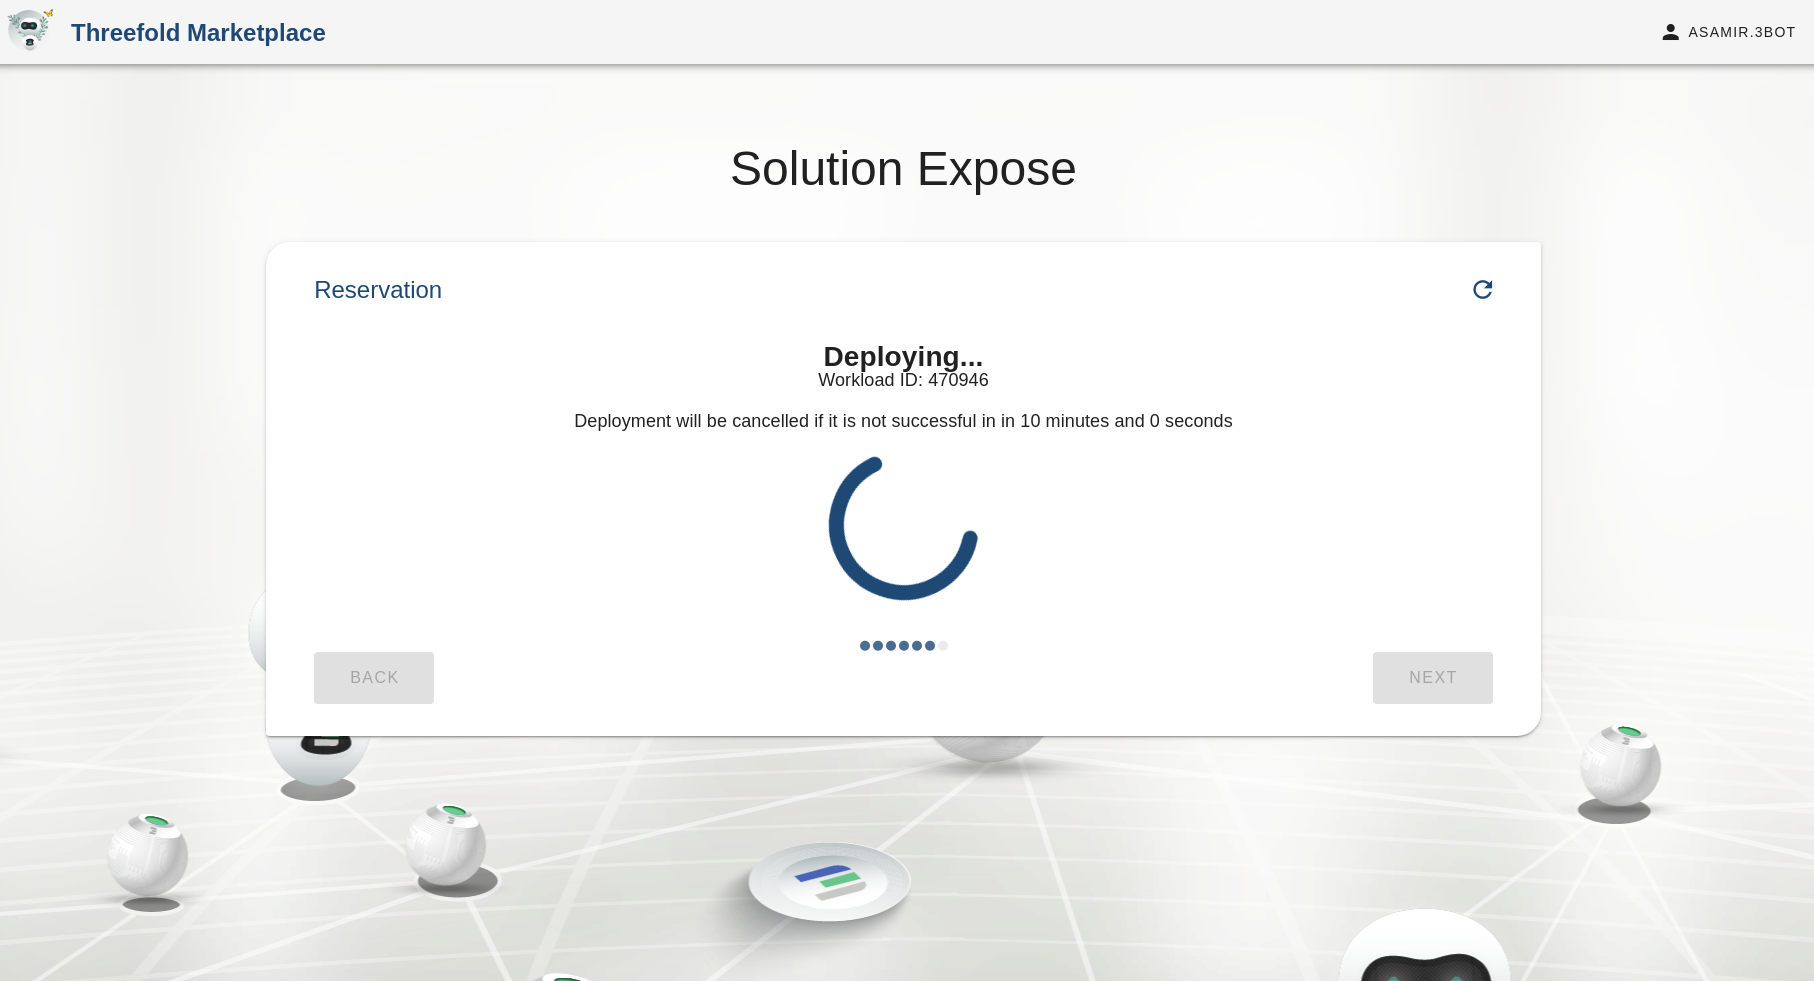 Threefold Marketplace
ASAMIR.3BOT
Solution Expose
Reservation
Deploying...
Workload ID: 470946
Deployment will be cancelled if it is not successful in in 10 minutes and 0 seconds
BACK
NEXT